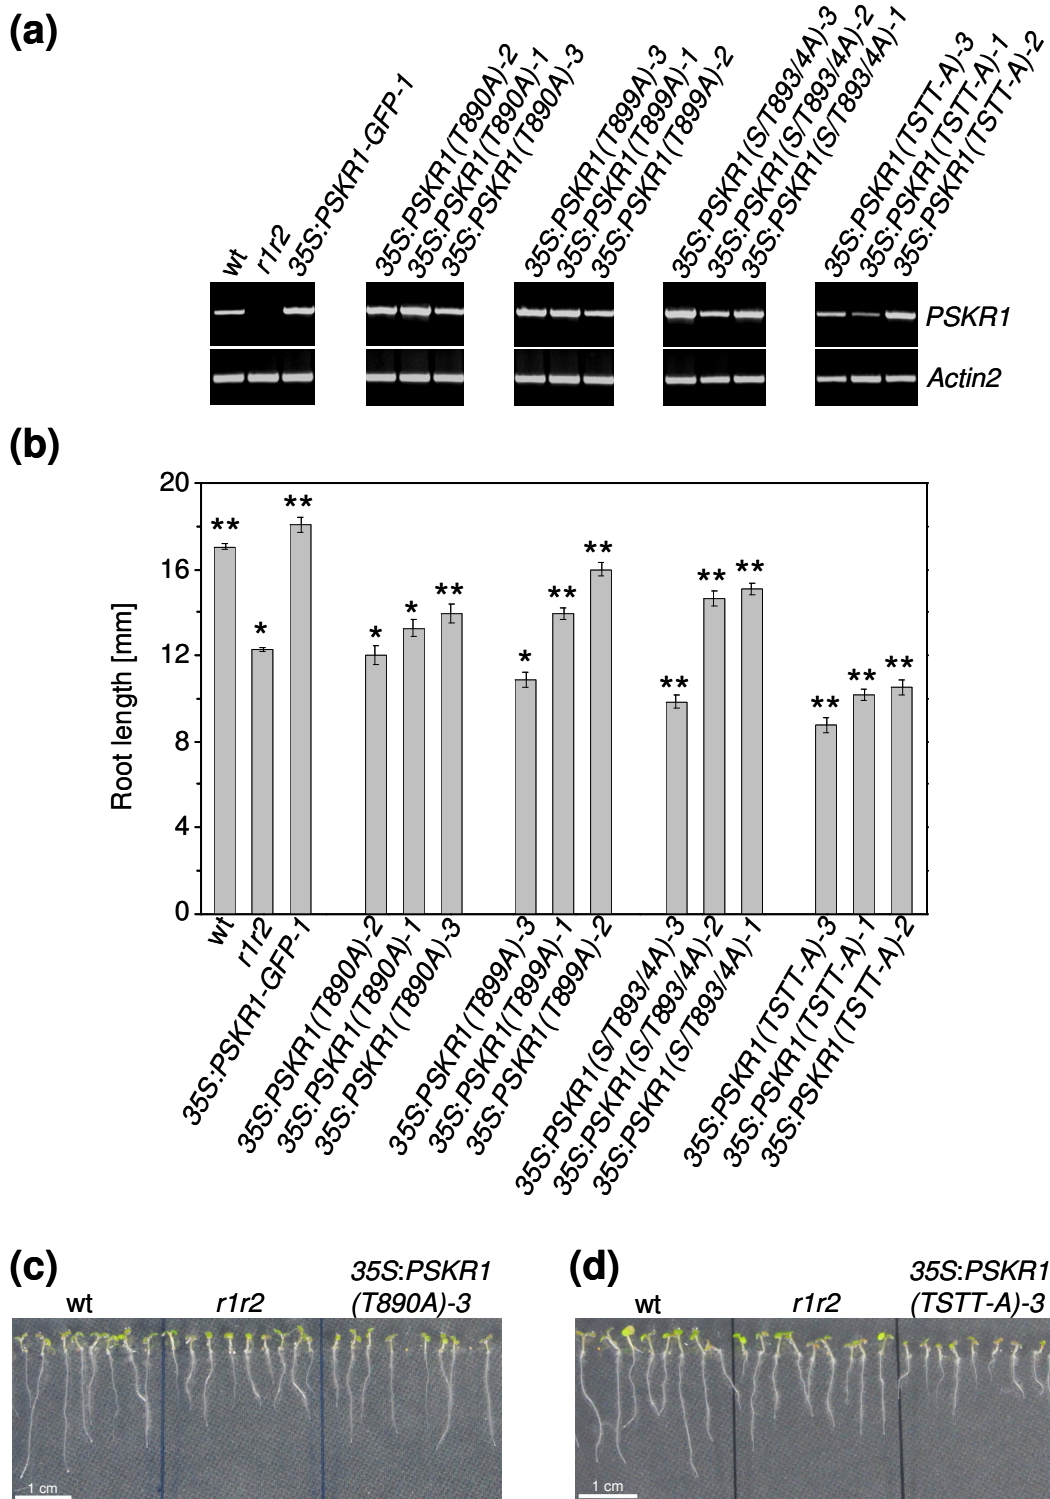 (a)
wt
r1r2
35S:PSKR1-GFP-1
35S:PSKR1(T890A)-2
35S:PSKR1(T890A)-1
35S:PSKR1(T890A)-3
35S:PSKR1(T899A)-3
35S:PSKR1(T899A)-1
35S:PSKR1(T899A)-2
35S:PSKR1(S/T893/4A)-3
35S:PSKR1(S/T893/4A)-2
35S:PSKR1(S/T893/4A)-1
35S:PSKR1(TSTT-A)-3
35S:PSKR1(TSTT-A)-1
35S:PSKR1(TSTT-A)-2
PSKR1
Actin2
(b)
Root length [mm]
20
16
12
8
4
0
** * ** * * ** * ** ** ** ** ** ** ** **
wt
r1r2
35S:PSKR1-GFP-1
35S:PSKR1(T890A)-2
35S:PSKR1(T890A)-1
35S:PSKR1(T890A)-3
35S:PSKR1(T899A)-3
35S:PSKR1(T899A)-1
35S:PSKR1(T899A)-2
35S:PSKR1(S/T893/4A)-3
35S:PSKR1(S/T893/4A)-2
35S:PSKR1(S/T893/4A)-1
35S:PSKR1(TSTT-A)-3
35S:PSKR1(TSTT-A)-1
35S:PSKR1(TSTT-A)-2
(c)
wt
r1r2
35S:PSKR1
(T890A)-3
1 cm
(d)
wt
r1r2
35S:PSKR1
(TSTT-A)-3
1 cm